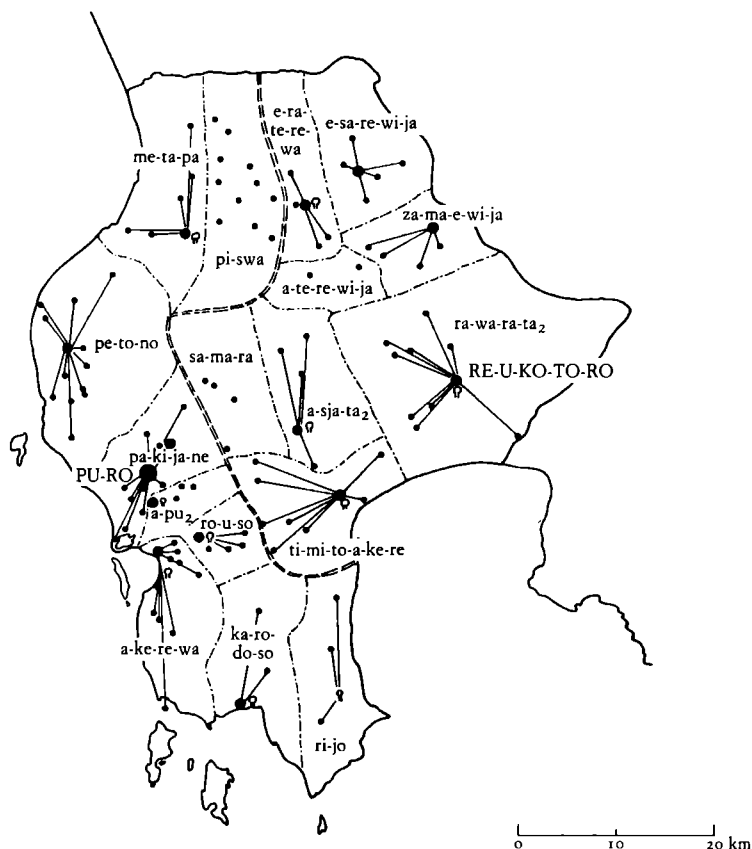 e-ra-
te-re-
wa
e-sa-re-wi-ja
me-ta-pa
za-ma-e-wi-ja
pi-swa
a-te-re-wi-ja
ra-wa-ra-ta₂
pe-to-no
sa-ma-ra
RE-U-KO-TO-RO
a-sja-ta₂
pa-ki-ja-ne
PU-RO
a-pu₂
ro-u-so
ti-mi-to-a-ke-re
a-ke-re-wa
ka-ro-
do-so
ri-jo
0 10 20 km